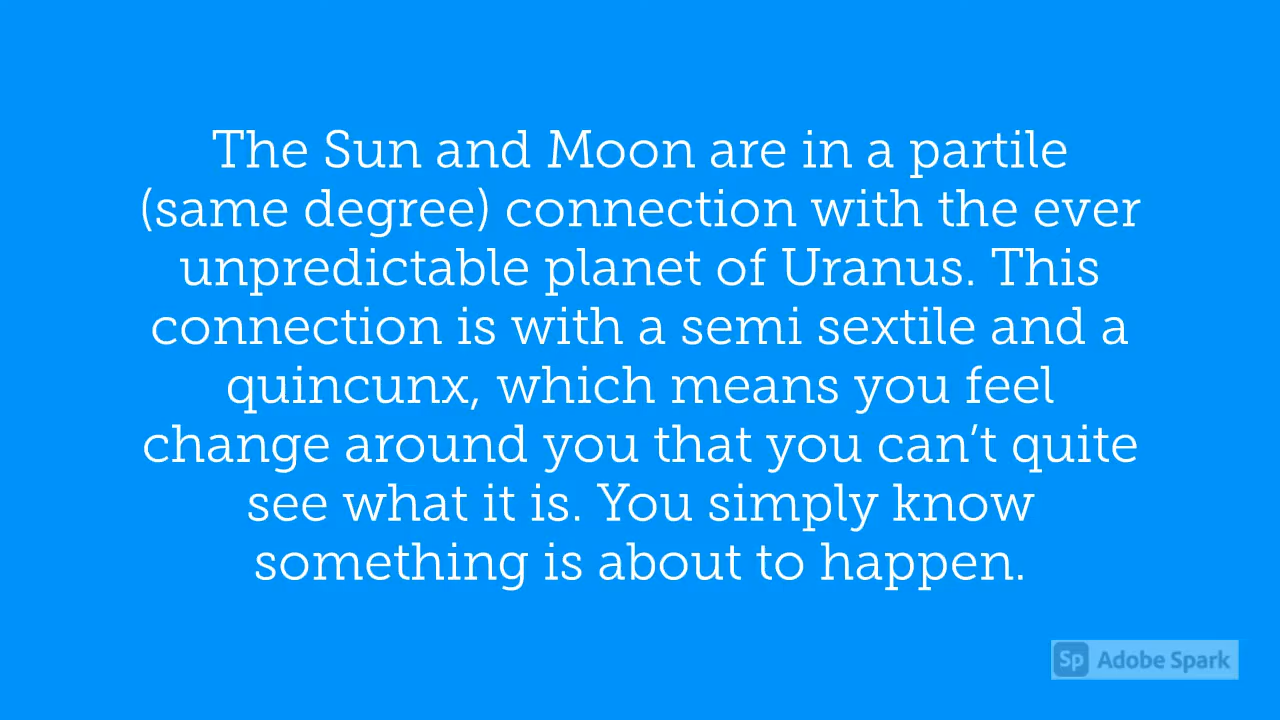 The Sun and Moon are in a partile
(same degree) connection with the ever
unpredictable planet of Uranus. This
connection is with a semi sextile and a
quincunx, which means you feel
change around you that you can’t quite
see what it is. You simply know
something is about to happen.
Sp Adobe Spark